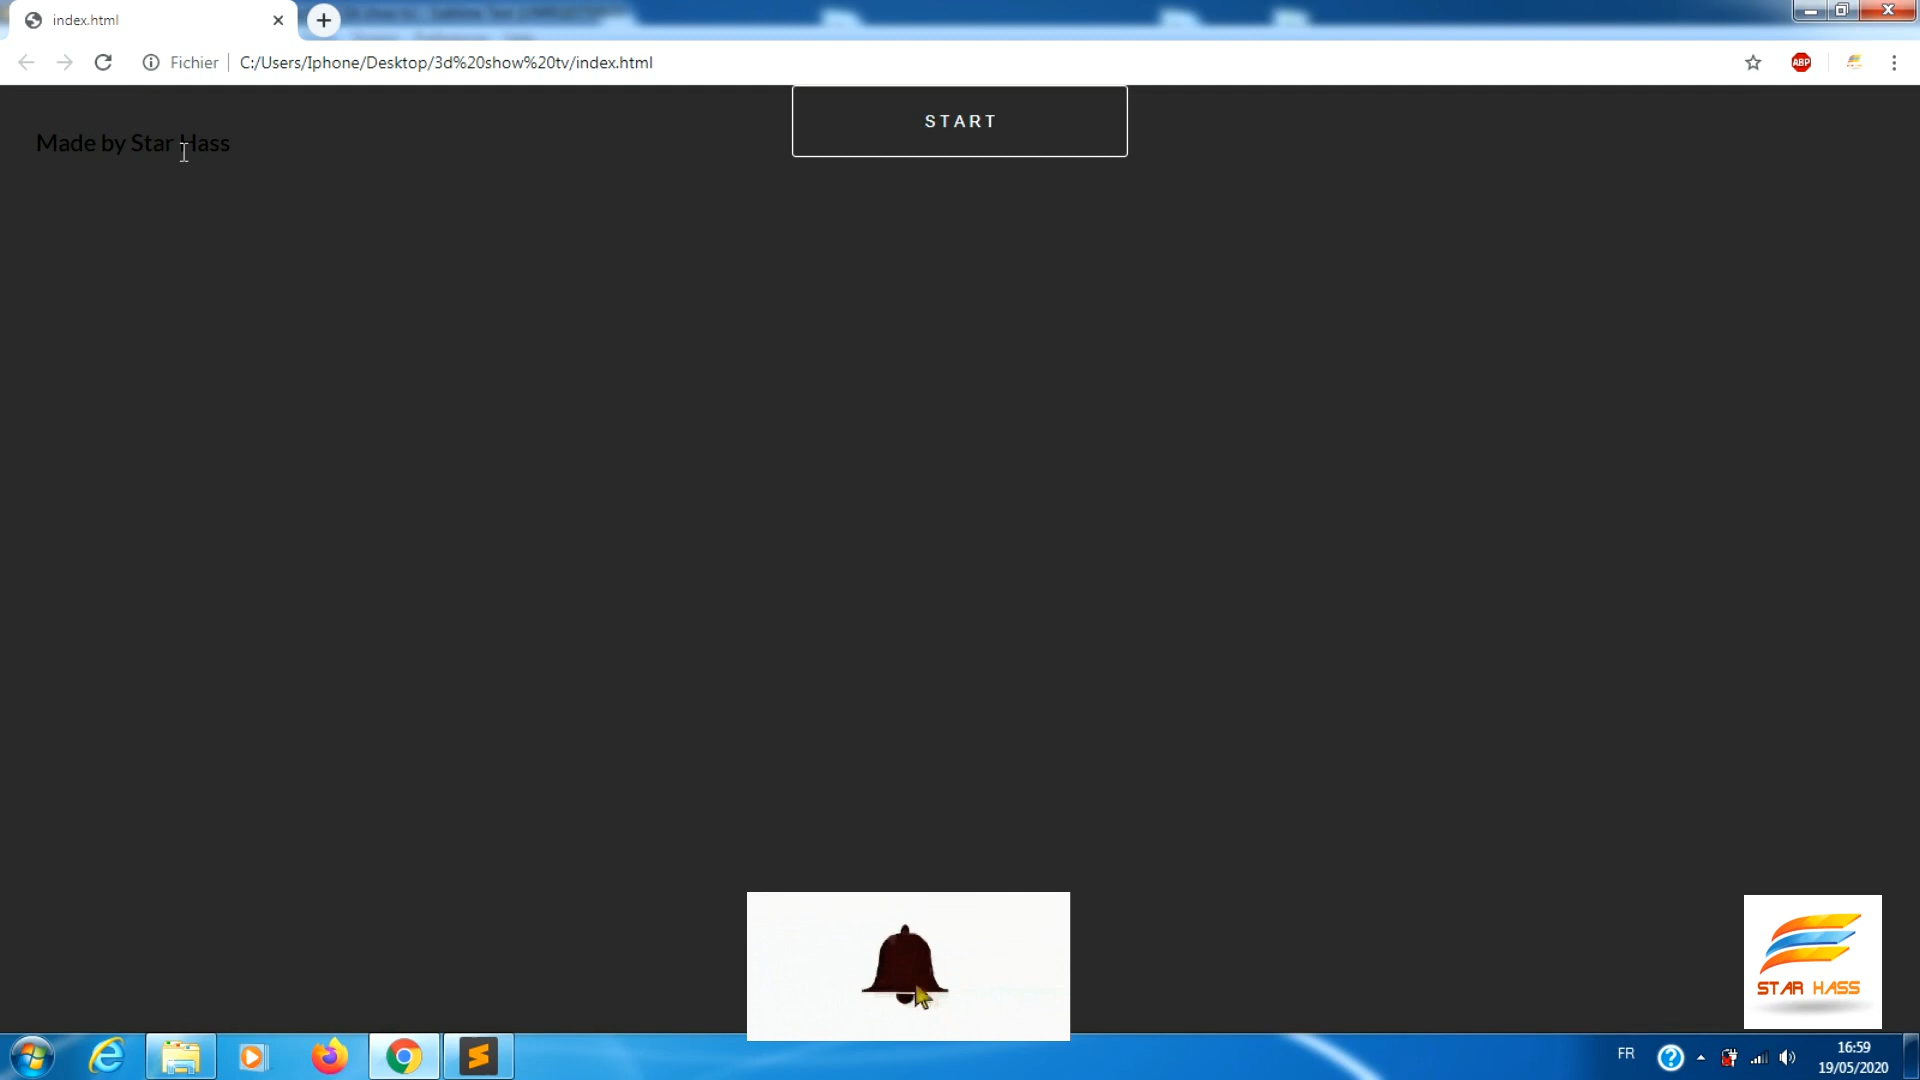 index.html
Fichier
C:/Users/Iphone/Desktop/3d%20show%20tv/index.html
ABP
START
Made by Star Hass
STAR HASS
FR
16:59
19/05/2020